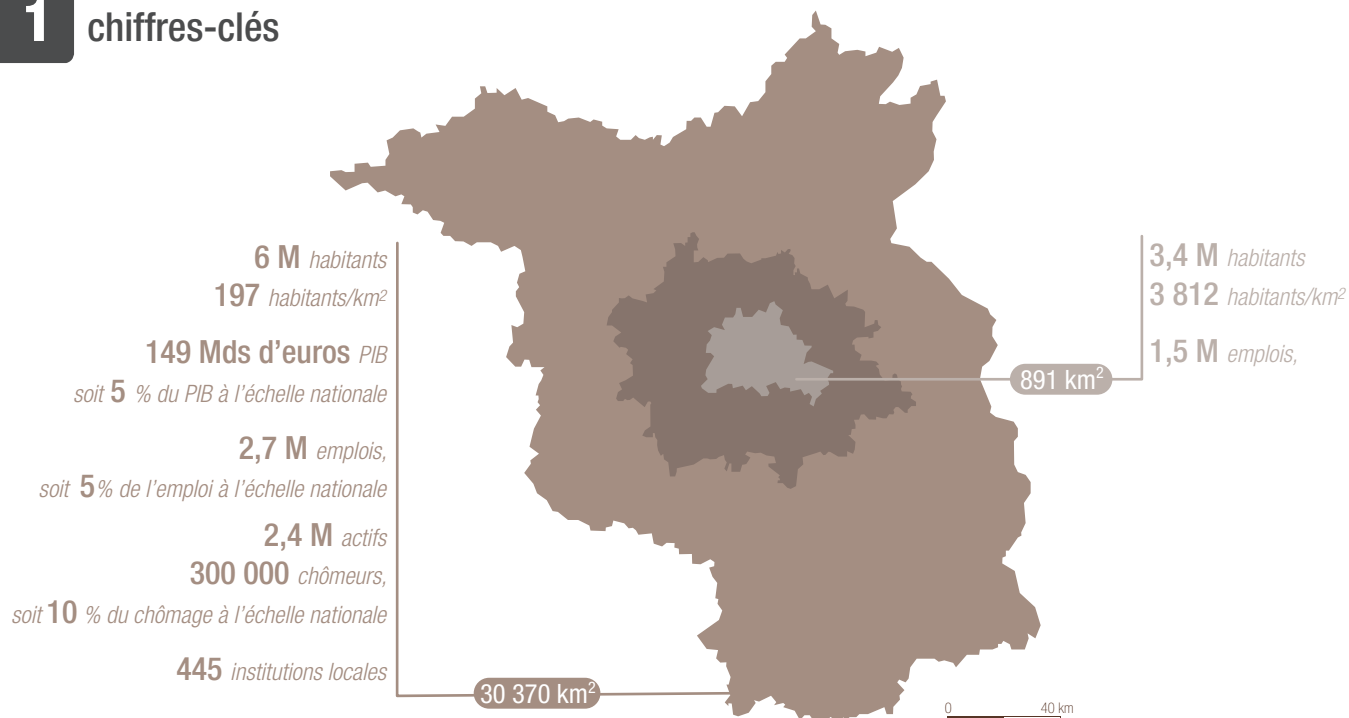 1 chiffres-clés
6 M habitants
197 habitants/km²
149 Mds d'euros PIB
soit 5 % du PIB à l'échelle nationale
2,7 M emplois,
soit 5% de l'emploi à l'échelle nationale
2,4 M actifs
300 000 chômeurs,
soit 10 % du chômage à l'échelle nationale
445 institutions locales
30 370 km²
3,4 M habitants
3 812 habitants/km²
1,5 M emplois,
891 km²
0 40 km